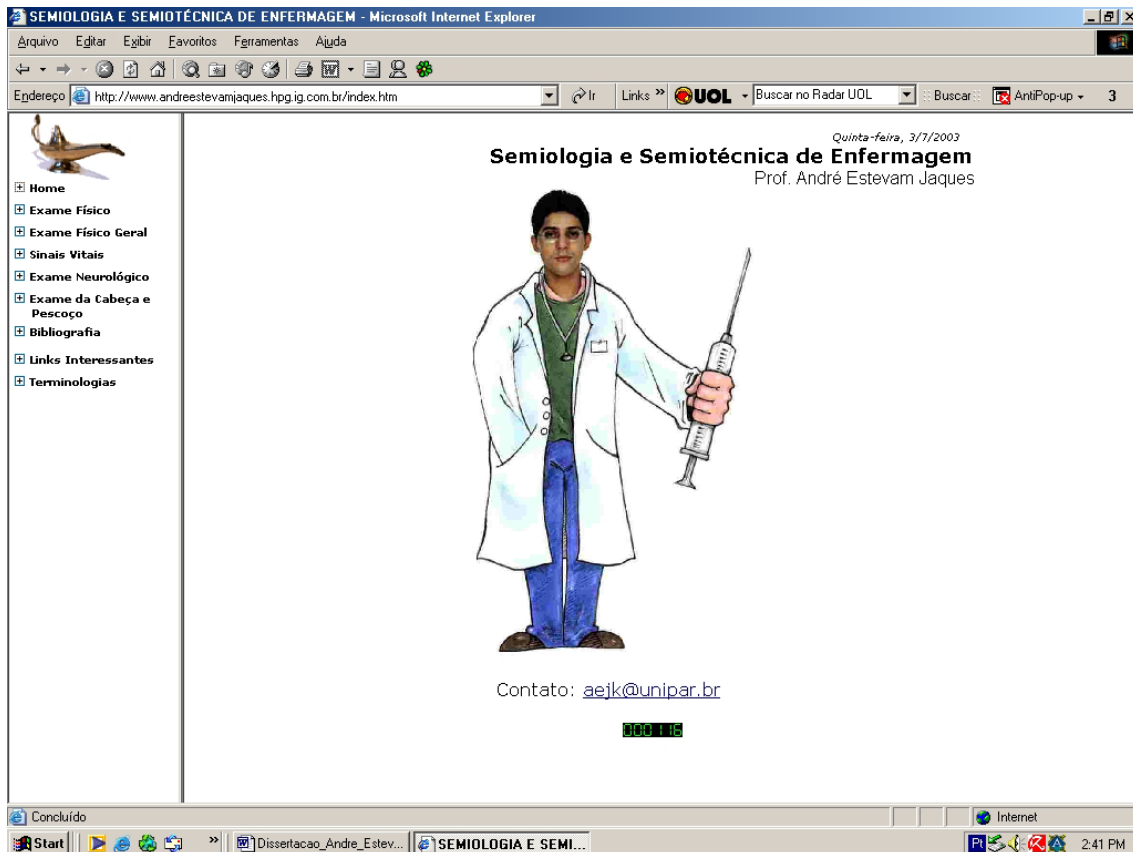 SEMIOLOGIA E SEMIOTÉCNICA DE ENFERMAGEM - Microsoft Internet Explorer
Arquivo Editar Exibir Favoritos Ferramentas Ajuda
Endereço http://www.andreestevamjaques.hpg.ig.com.br/index.htm Ir Links » UOL Buscar no Radar UOL Buscar AntiPop-up 3
Quinta-feira, 3/7/2003
Semiologia e Semiotécnica de Enfermagem
Prof. André Estevam Jaques
Home
Exame Físico
Exame Físico Geral
Sinais Vitais
Exame Neurológico
Exame da Cabeça e
Pescoço
Bibliografia
Links Interessantes
Terminologias
Contato: aejk@unipar.br
000116
Concluído Internet
Start » Dissertacao_Andre_Estev... SEMIOLOGIA E SEMI... Pt 2:41 PM